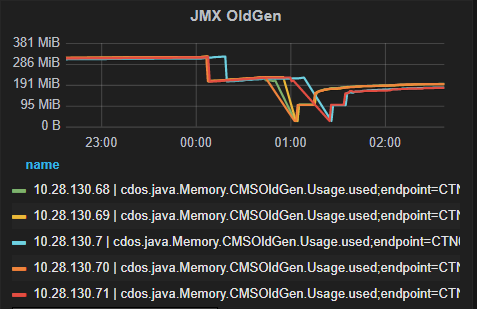 JMX OldGen
381 MiB
286 MiB
191 MiB
95 MiB
0 B
23:00 00:00 01:00 02:00
name
10.28.130.68 | cdos.java.Memory.CMSOldGen.Usage.used;endpoint=CTN
10.28.130.69 | cdos.java.Memory.CMSOldGen.Usage.used;endpoint=CTN
10.28.130.7 | cdos.java.Memory.CMSOldGen.Usage.used;endpoint=CTN
10.28.130.70 | cdos.java.Memory.CMSOldGen.Usage.used;endpoint=CTN
10.28.130.71 | cdos.java.Memory.CMSOldGen.Usage.used;endpoint=CTN